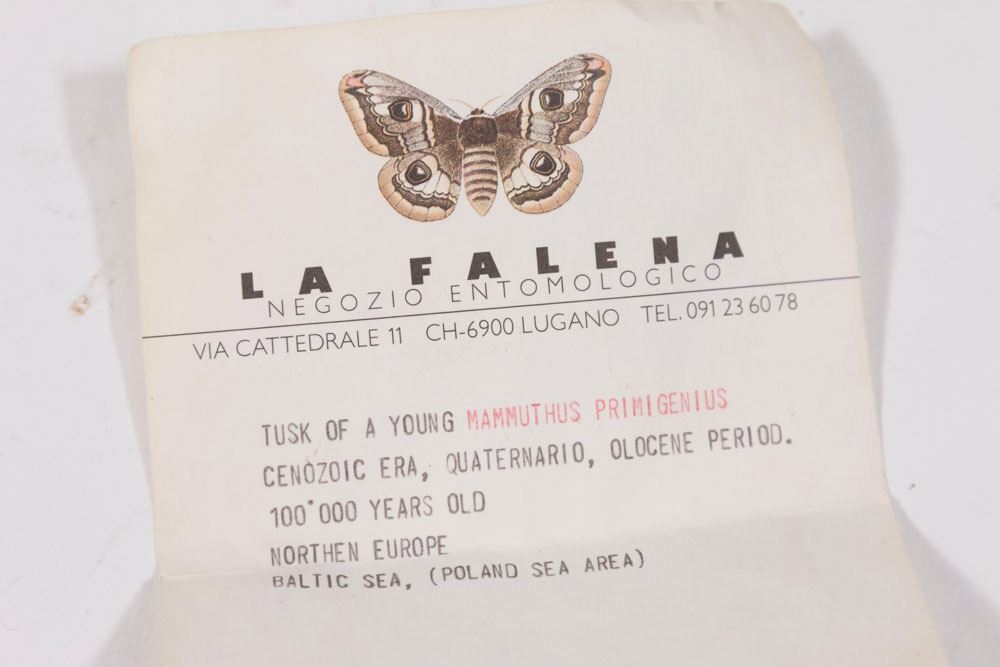 LA FALENA
NEGOZIO ENTOMOLOGICO
VIA CATTEDRALE 11 CH-6900 LUGANO TEL. 091 23 60 78
TUSK OF A YOUNG MAMMUTHUS PRIMIGENIUS
CENOZOIC ERA, QUATERNARIO, OLOCENE PERIOD.
100'000 YEARS OLD
NORTHEN EUROPE
BALTIC SEA, (POLAND SEA AREA)